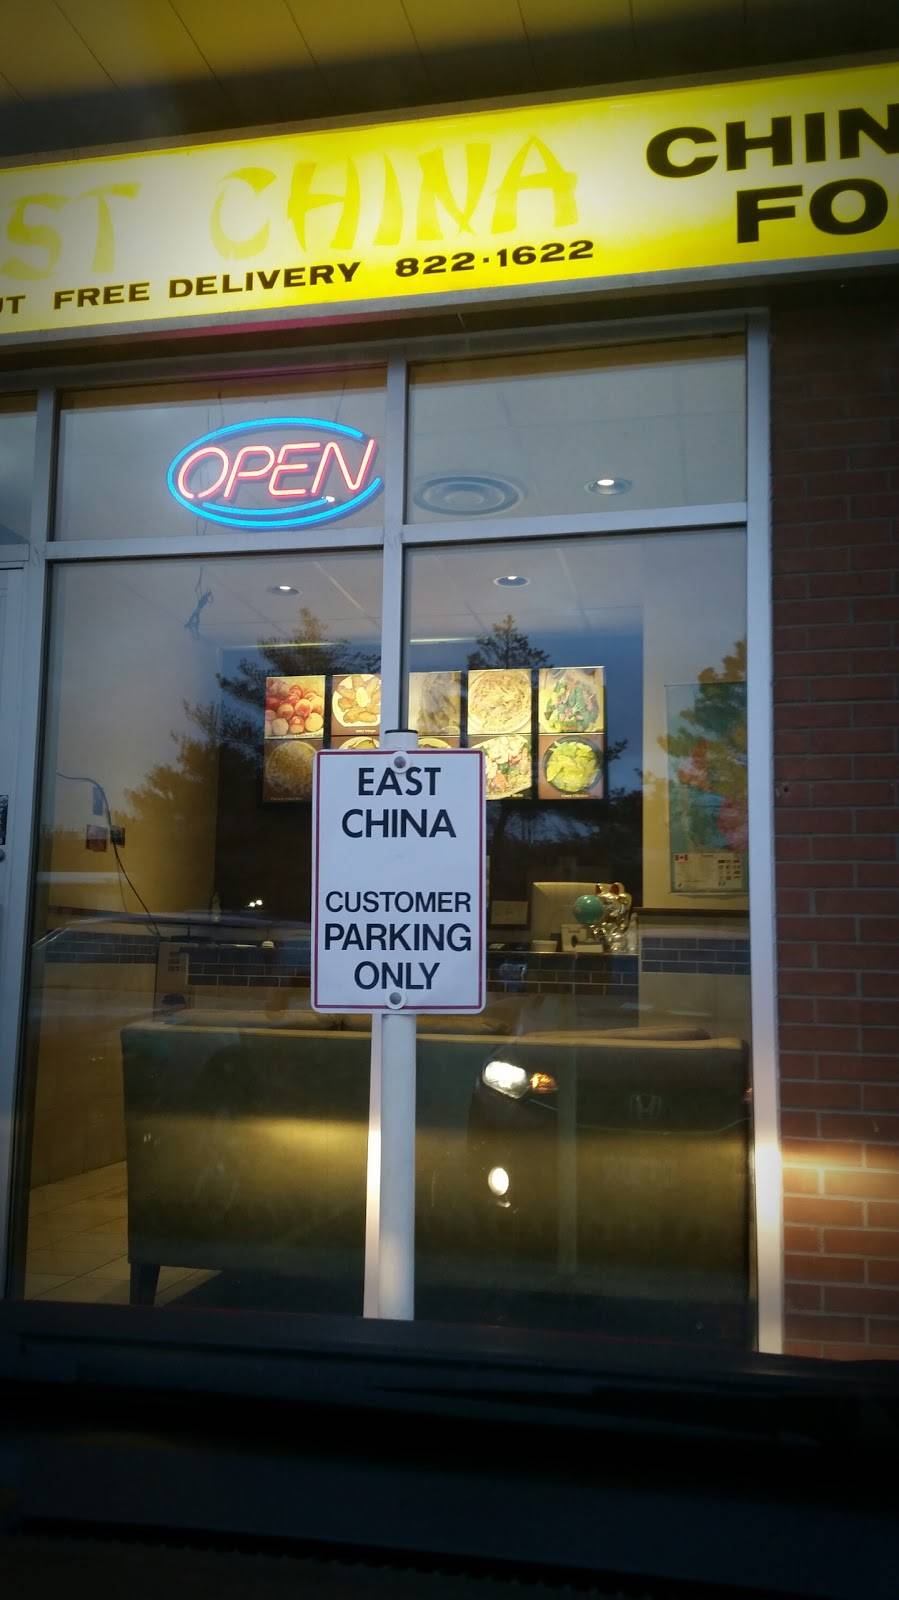 ST CHINA
CHIN
FO
UT FREE DELIVERY 822-1622
OPEN
EAST
CHINA
CUSTOMER
PARKING
ONLY